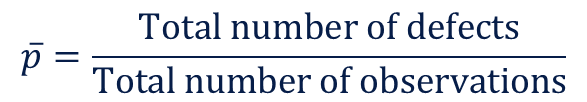 p̄ = Total number of defects
Total number of observations